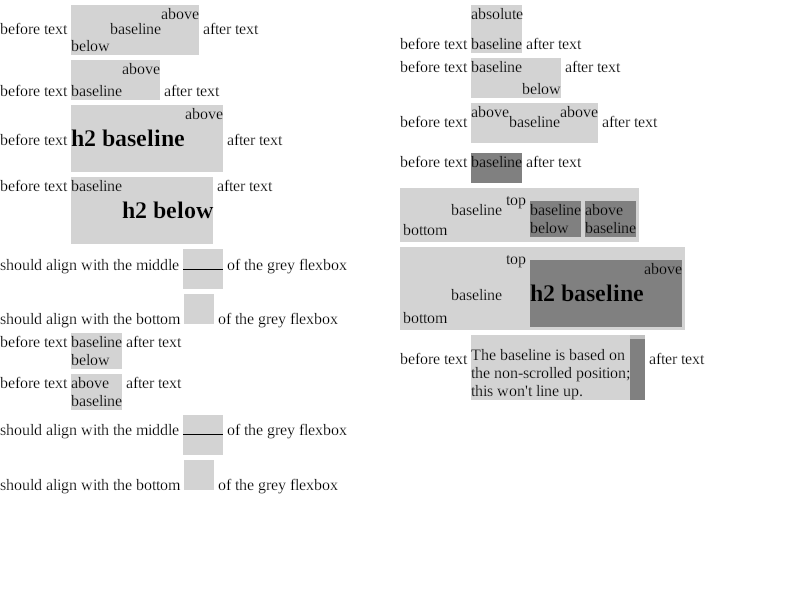 above
before text baseline after text
below
above
before text baseline after text
above
before text h2 baseline after text
before text baseline after text
h2 below
should align with the middle of the grey flexbox
should align with the bottom of the grey flexbox
before text baseline after text
below
before text above after text
baseline
should align with the middle of the grey flexbox
should align with the bottom of the grey flexbox
absolute
before text baseline after text
before text baseline after text
below
above above
before text baseline after text
before text baseline after text
top
baseline baseline above
bottom below baseline
top
above
baseline h2 baseline
bottom
before text The baseline is based on after text
the non-scrolled position;
this won't line up.